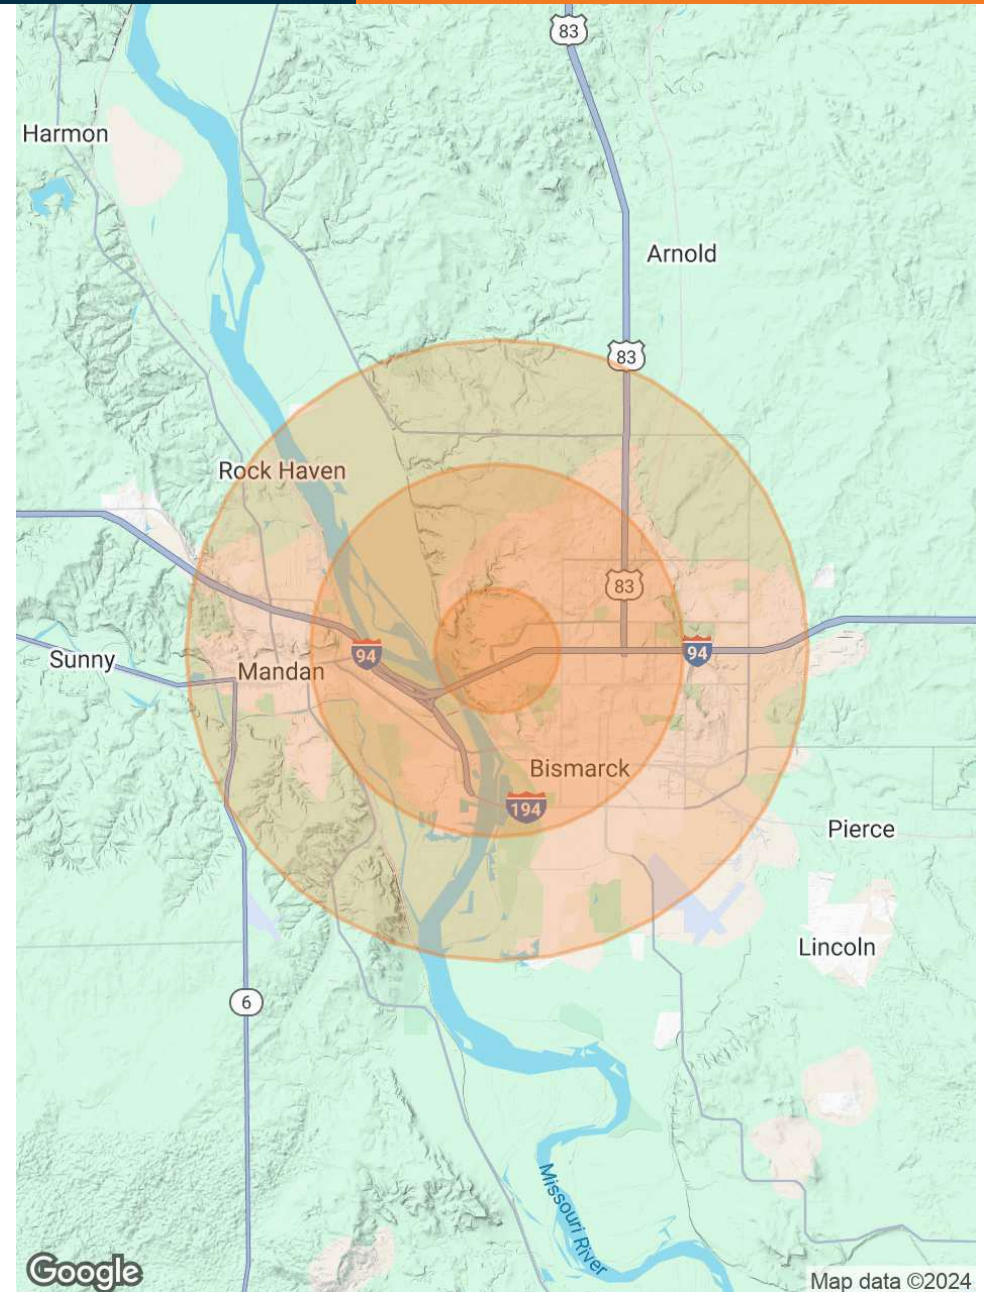 83
Harmon
Arnold
83
Rock Haven
83
94
94
Sunny
Mandan
Bismarck
194
Pierce
Lincoln
6
Missouri River
Google
Map data ©2024